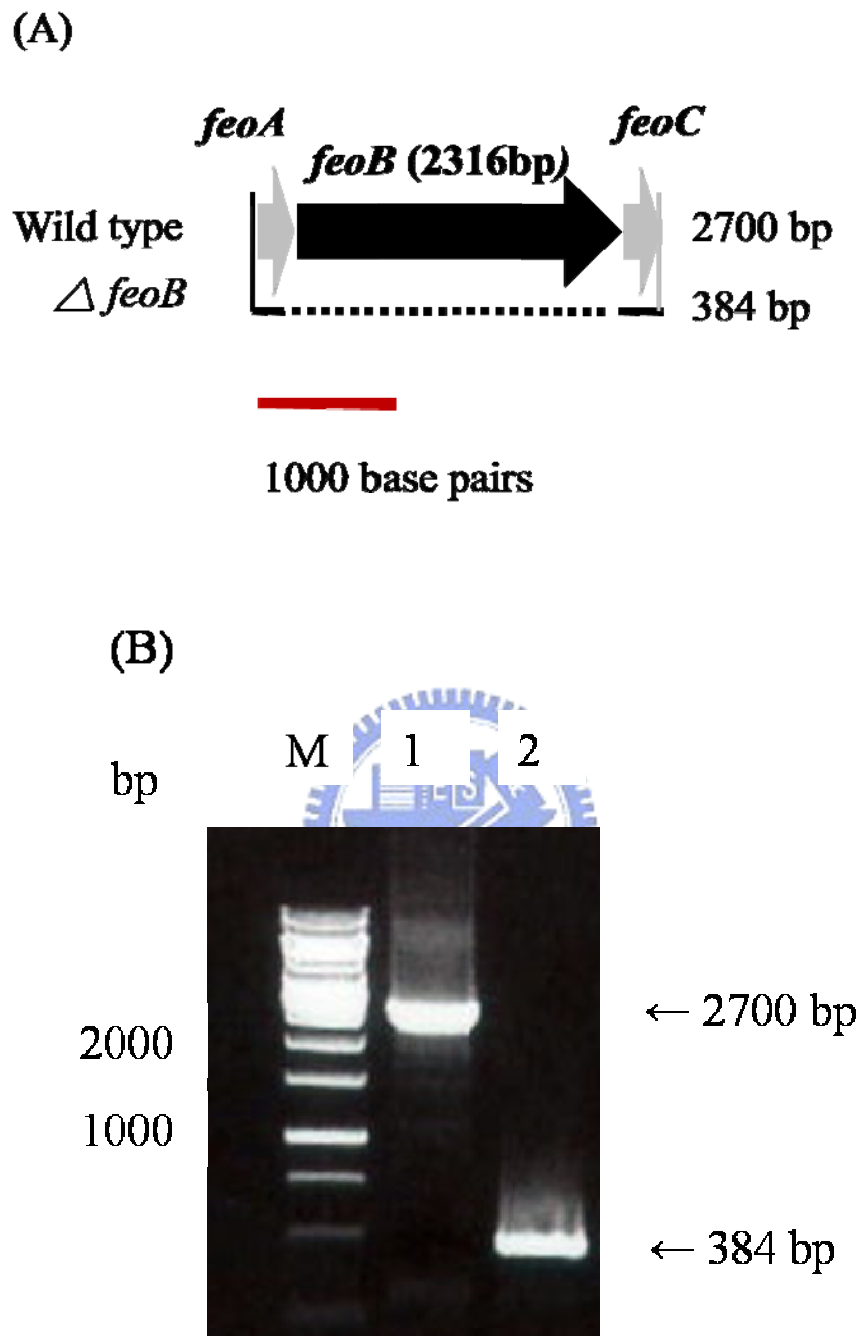 (A)
feoA
feoC
feoB (2316bp)
Wild type
2700 bp
△ feoB
384 bp
1000 base pairs
(B)
M 1 2
bp
← 2700 bp
2000
1000
← 384 bp